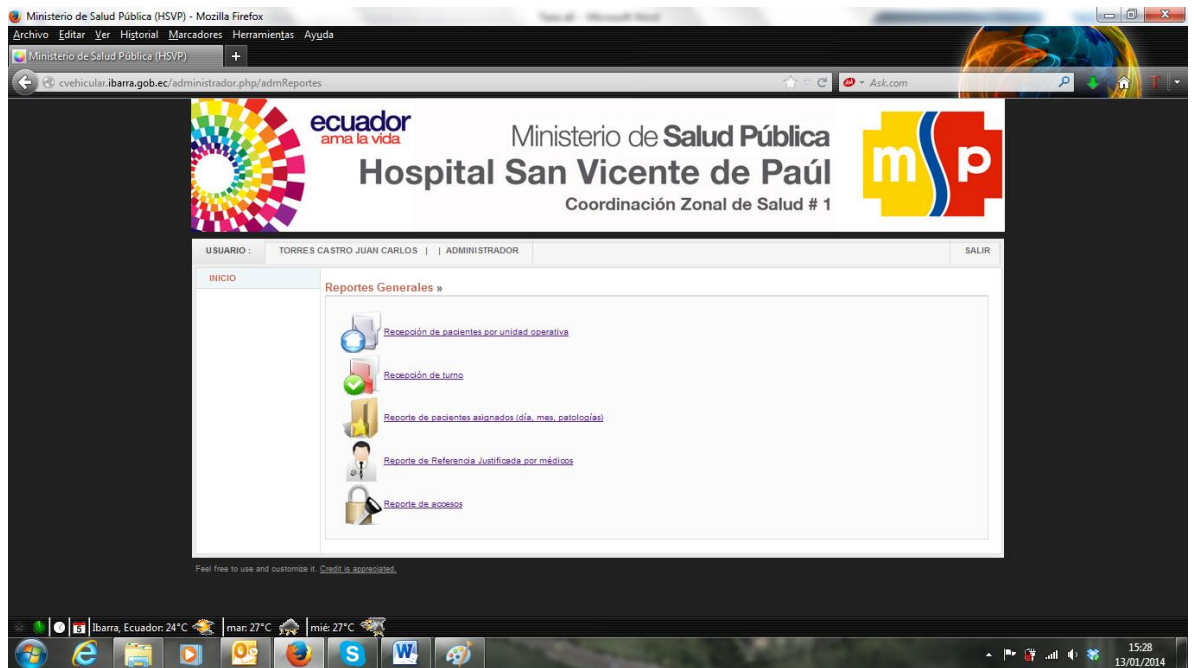 Ministerio de Salud Pública (HSVP) - Mozilla Firefox
Archivo Editar Ver Historial Marcadores Herramientas Ayuda
Ministerio de Salud Pública (HSVP) +
cvehicular.ibarra.gob.ec/administrador.php/admReportes
Ask.com
ecuador
ama la vida
Ministerio de Salud Pública
Hospital San Vicente de Paúl
Coordinación Zonal de Salud # 1
m p
USUARIO : TORRES CASTRO JUAN CARLOS | | ADMINISTRADOR SALIR
INICIO
Reportes Generales »
Recepción de pacientes por unidad operativa
Recepción de turno
Reporte de pacientes asignados (día, mes, patologías)
Reporte de Referencia Justificada por médicos
Reporte de accesos
Feel free to use and customize it. Credit is appreciated.
Ibarra, Ecuador: 24°C mar: 27°C mié: 27°C
15:28
13/01/2014